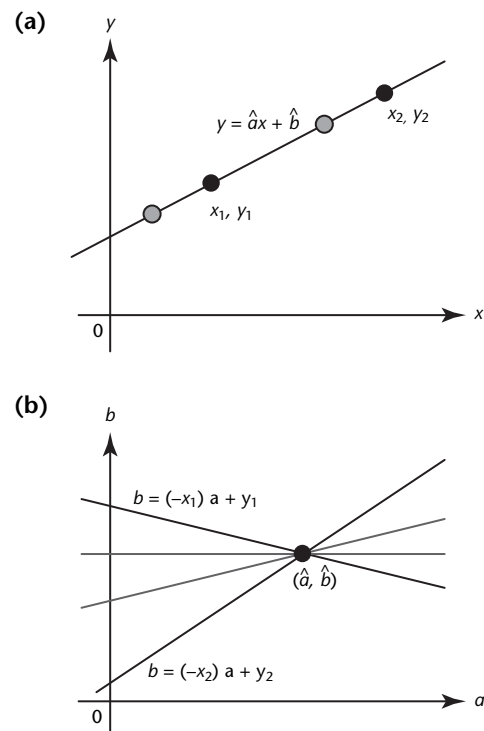 (a)
y
y = âx + b̂
x₂, y₂
x₁, y₁
x
0
(b)
b
b = (–x₁) a + y₁
(â, b̂)
b = (–x₂) a + y₂
a
0